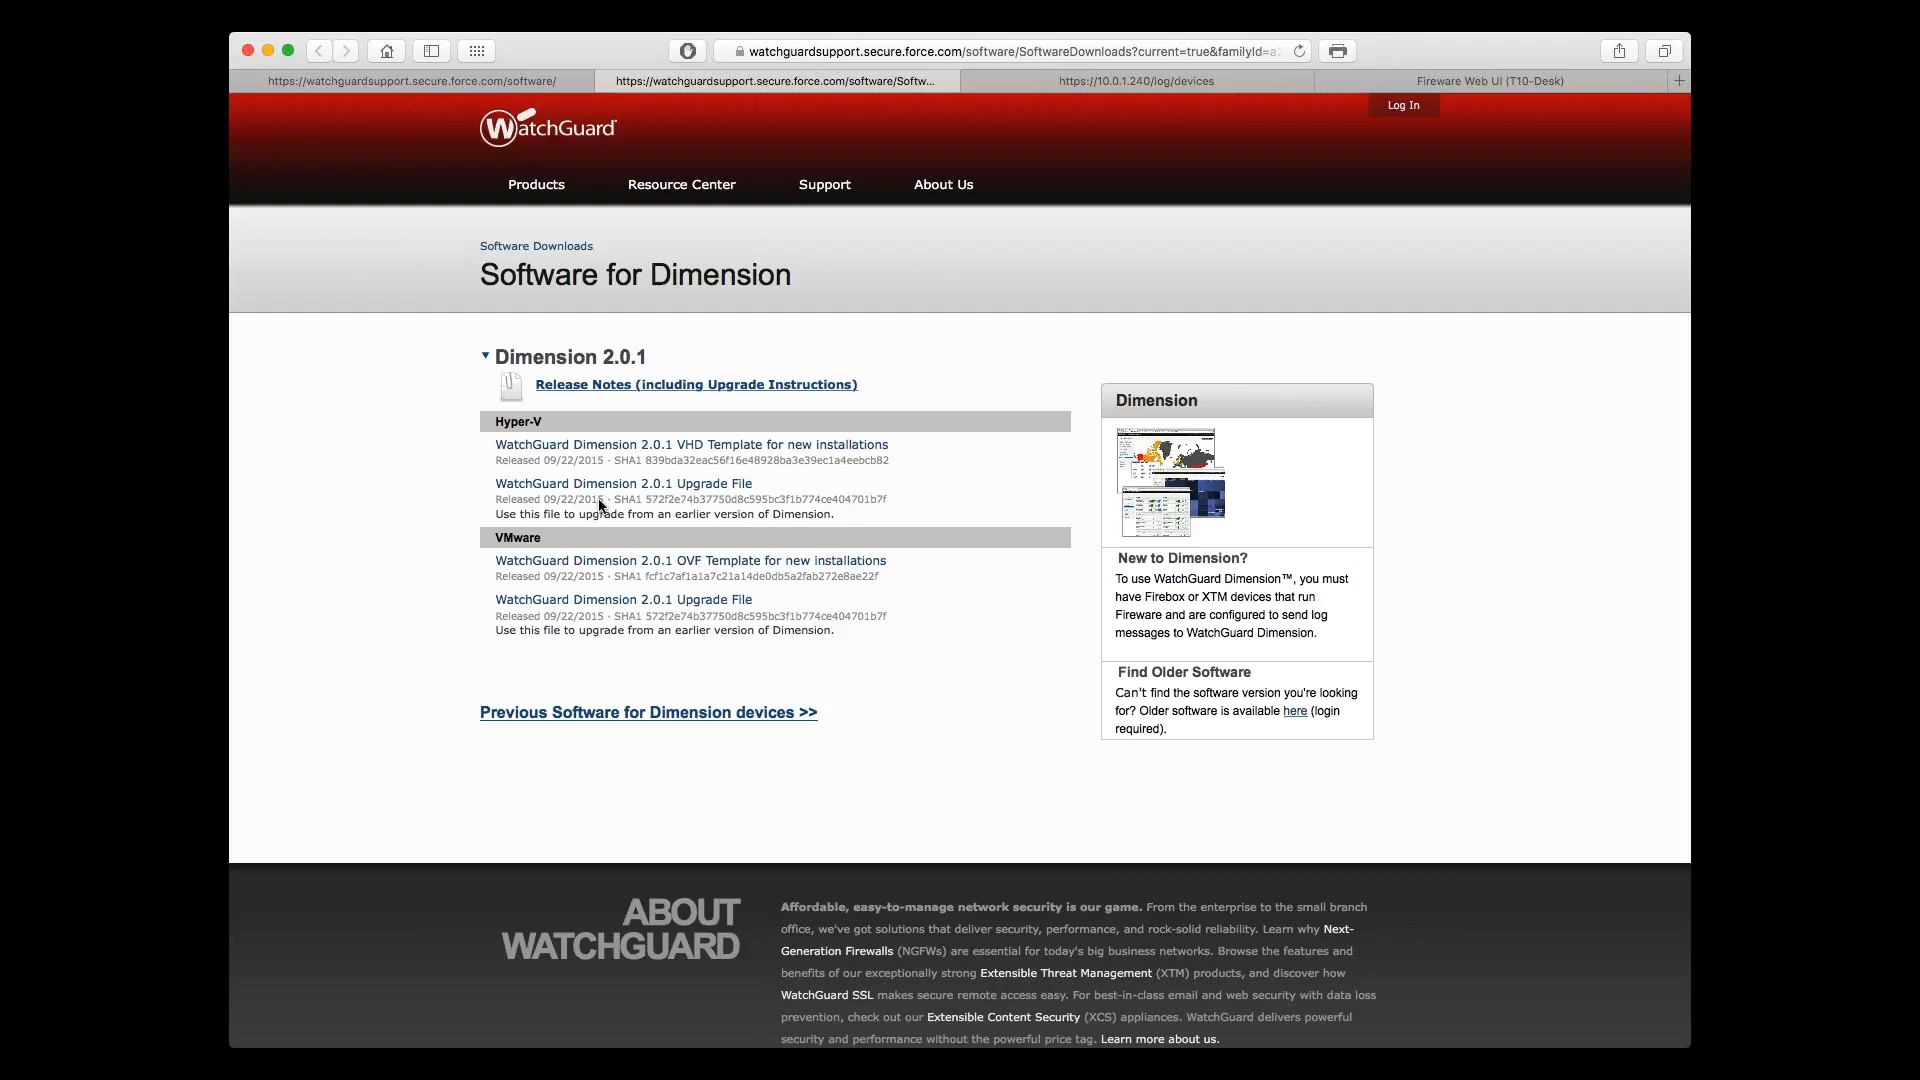 watchguardsupport.secure.force.com/software/SoftwareDownloads?current=true&familyId=a
https://watchguardsupport.secure.force.com/software/
https://watchguardsupport.secure.force.com/software/Softw...
https://10.0.1.240/log/devices
Fireware Web UI (T10-Desk)
Log In
WatchGuard
Products
Resource Center
Support
About Us
Software Downloads
Software for Dimension
Dimension 2.0.1
Release Notes (including Upgrade Instructions)
Hyper-V
WatchGuard Dimension 2.0.1 VHD Template for new installations
Released 09/22/2015 · SHA1 839bda32eac56f16e48928ba3e39ec1a4eebcb82
WatchGuard Dimension 2.0.1 Upgrade File
Released 09/22/2015 · SHA1 572f2e74b37750d8c595bc3f1b774ce404701b7f
Use this file to upgrade from an earlier version of Dimension.
VMware
WatchGuard Dimension 2.0.1 OVF Template for new installations
Released 09/22/2015 · SHA1 fcf1c7af1a1a7c21a14de0db5a2fab272e8ae22f
WatchGuard Dimension 2.0.1 Upgrade File
Released 09/22/2015 · SHA1 572f2e74b37750d8c595bc3f1b774ce404701b7f
Use this file to upgrade from an earlier version of Dimension.
Previous Software for Dimension devices >>
Dimension
New to Dimension?
To use WatchGuard Dimension™, you must
have Firebox or XTM devices that run
Fireware and are configured to send log
messages to WatchGuard Dimension.
Find Older Software
Can't find the software version you're looking
for? Older software is available here (login
required).
ABOUT
WATCHGUARD
Affordable, easy-to-manage network security is our game. From the enterprise to the small branch
office, we've got solutions that deliver security, performance, and rock-solid reliability. Learn why Next-
Generation Firewalls (NGFWs) are essential for today's big business networks. Browse the features and
benefits of our exceptionally strong Extensible Threat Management (XTM) products, and discover how
WatchGuard SSL makes secure remote access easy. For best-in-class email and web security with data loss
prevention, check out our Extensible Content Security (XCS) appliances. WatchGuard delivers powerful
security and performance without the powerful price tag. Learn more about us.